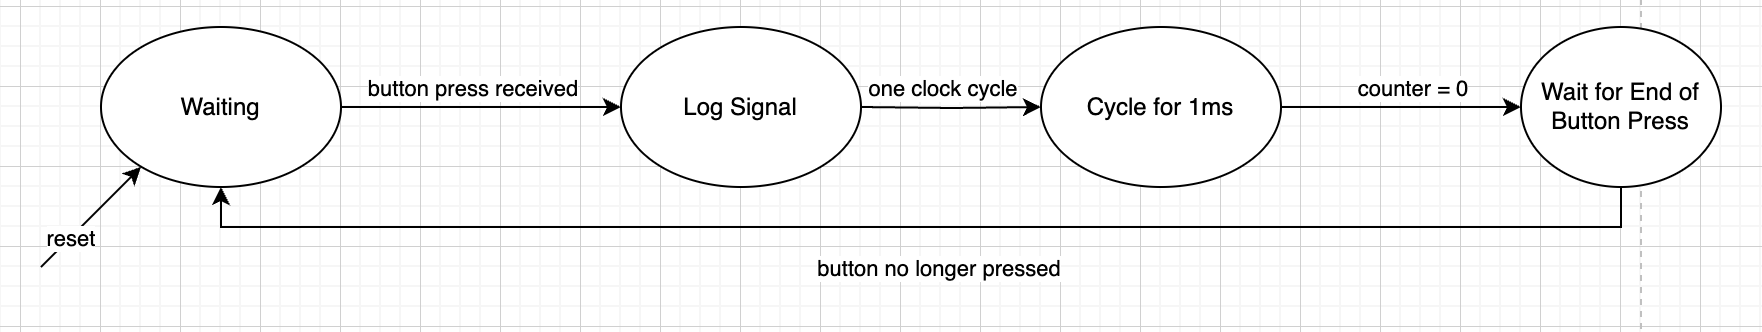 Waiting
button press received
Log Signal
one clock cycle
Cycle for 1ms
counter = 0
Wait for End of
Button Press
reset
button no longer pressed